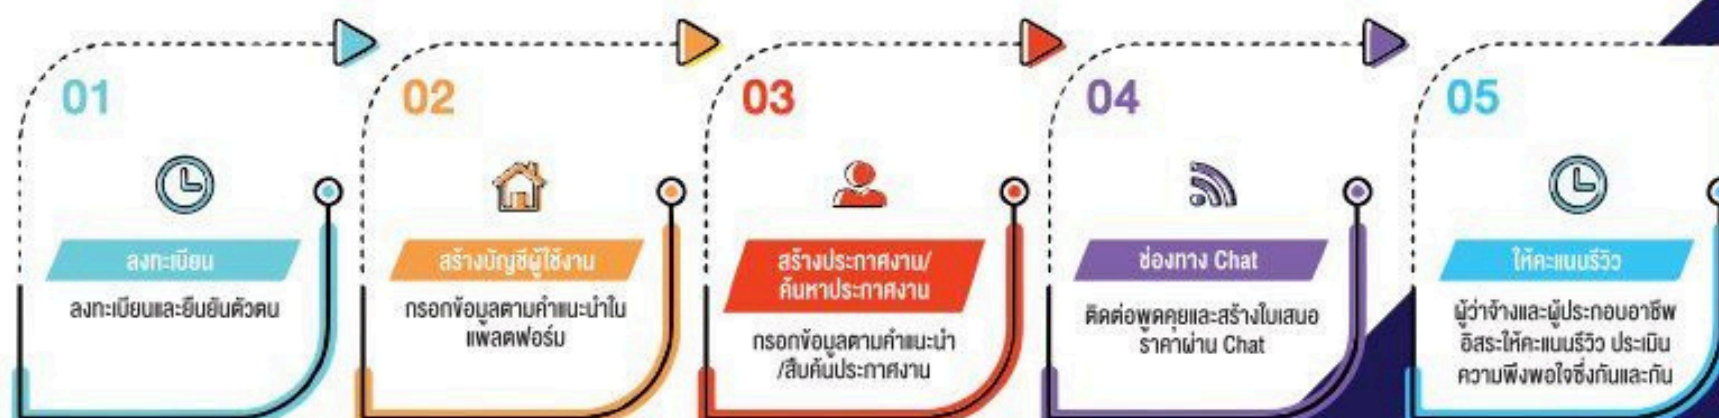 01
ลงทะเบียน
ลงทะเบียนและยืนยันตัวตน
02
สร้างบัญชีผู้ใช้งาน
กรอกข้อมูลตามคำแนะนำใน
แพลตฟอร์ม
03
สร้างประกาศงาน/
ค้นหาประกาศงาน
กรอกข้อมูลตามคำแนะนำ
/สืบค้นประกาศงาน
04
ช่องทาง Chat
ติดต่อพูดคุยและสร้างใบเสนอ
ราคาผ่าน Chat
05
ให้คะแนนรีวิว
ผู้ว่าจ้างและผู้ประกอบอาชีพ
อิสระให้คะแนนรีวิว ประเมิน
ความพึงพอใจซึ่งกันและกัน